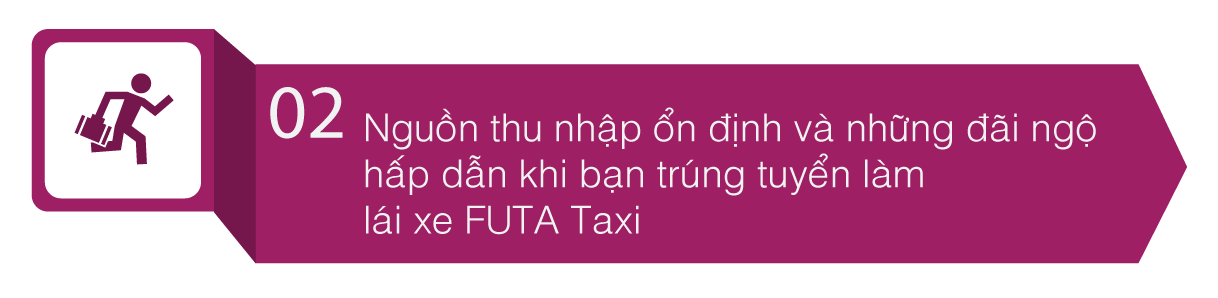 02
Nguồn thu nhập ổn định và những đãi ngộ
hấp dẫn khi bạn trúng tuyển làm
lái xe FUTA Taxi